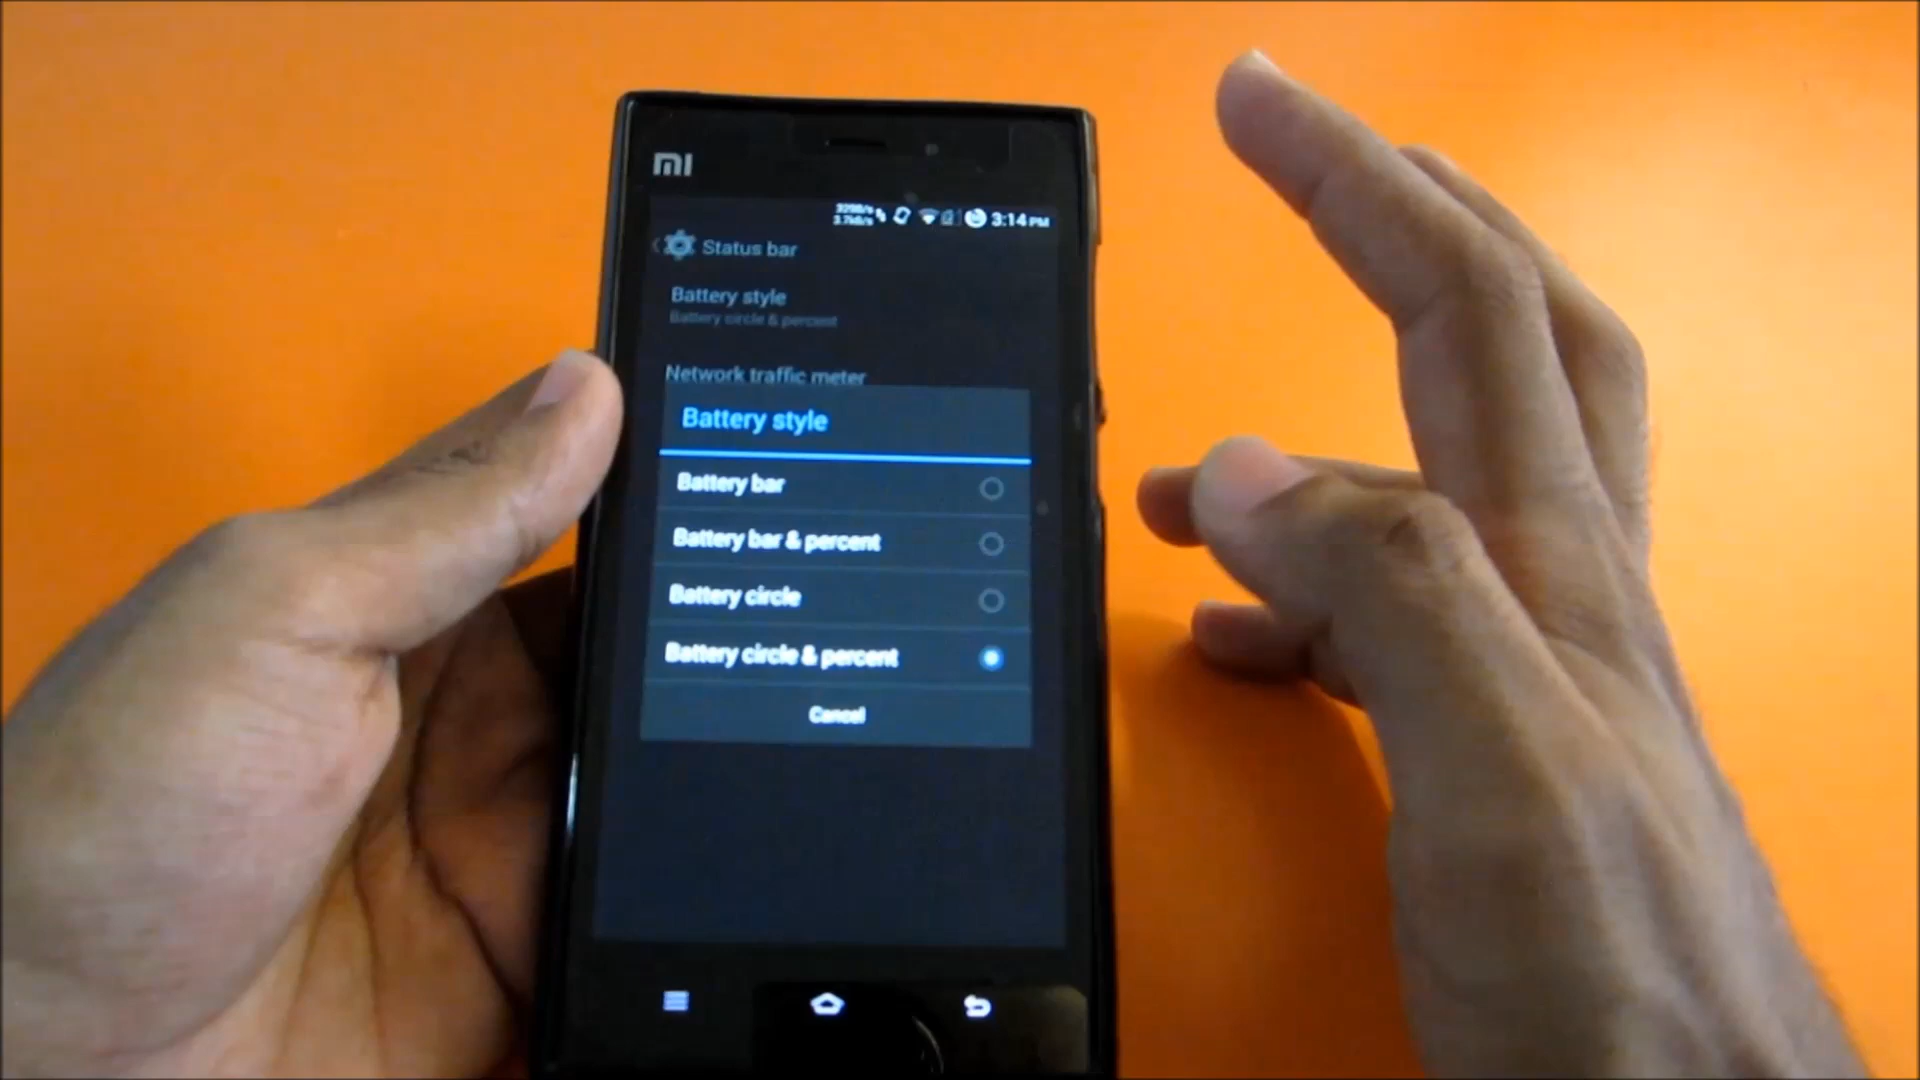 mi
3:14 PM
Status bar
Battery style
Battery circle & percent
Network traffic meter
Battery style
Battery bar
Battery bar & percent
Battery circle
Battery circle & percent
Cancel